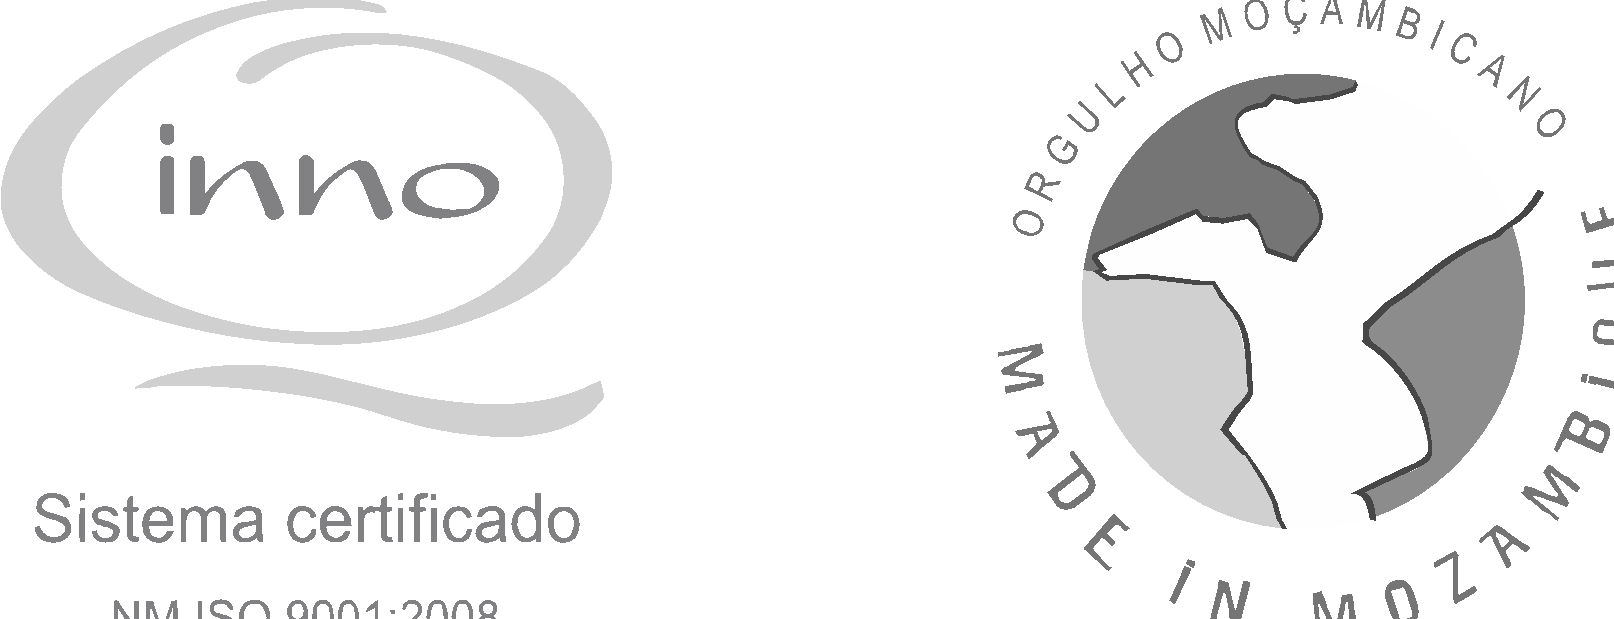 inno
Sistema certificado
NM ISO 9001:2008
ORGULHO MOÇAMBICANO
MADE iN MOZAMBiQUE